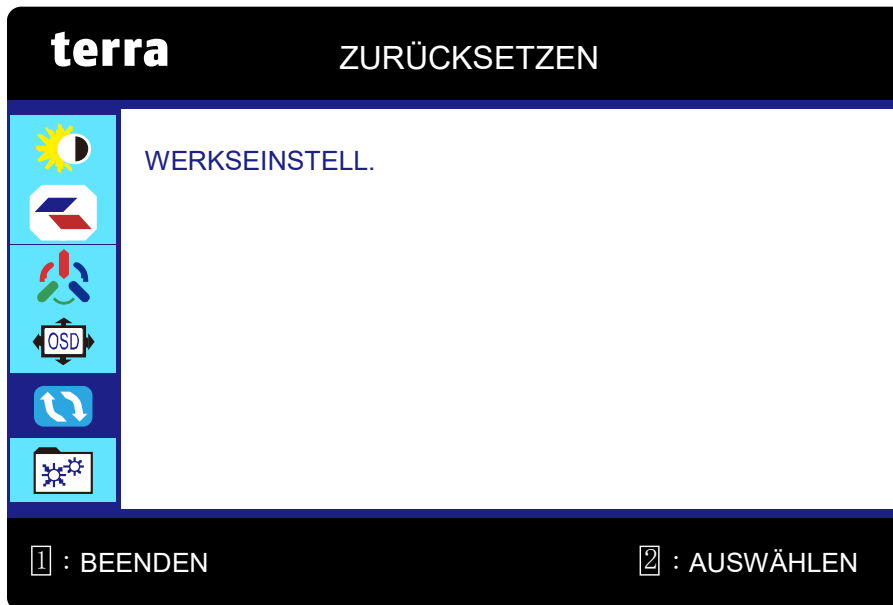 terra
ZURÜCKSETZEN
WERKSEINSTELL.
OSD
1 : BEENDEN
2 : AUSWÄHLEN